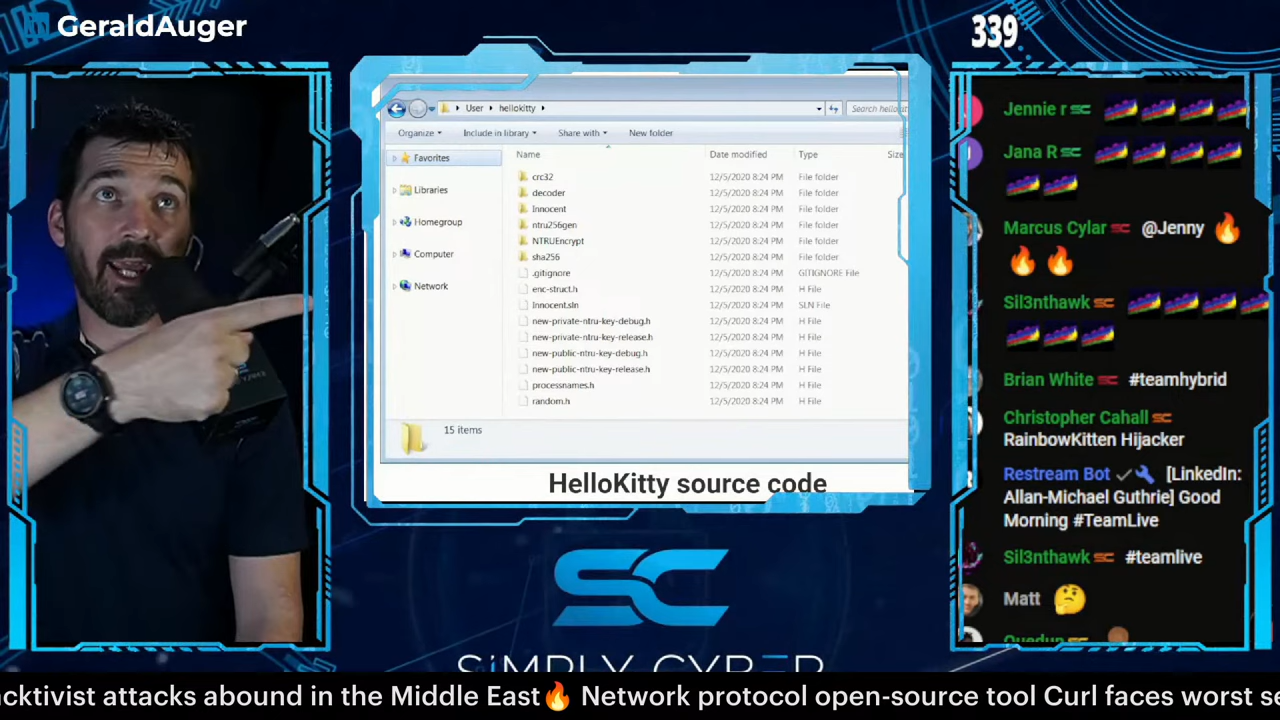 GeraldAuger
339
User hellokitty
Search hello
Organize Include in library Share with New folder
Favorites
Libraries
Homegroup
Computer
Network
Name Date modified Type Size
crc32 12/5/2020 8:24 PM File folder
decoder 12/5/2020 8:24 PM File folder
Innocent 12/5/2020 8:24 PM File folder
ntru256gen 12/5/2020 8:24 PM File folder
NTRUEncrypt 12/5/2020 8:24 PM File folder
sha256 12/5/2020 8:24 PM File folder
.gitignore 12/5/2020 8:24 PM GITIGNORE File
enc-struct.h 12/5/2020 8:24 PM H File
Innocent.sln 12/5/2020 8:24 PM SLN File
new-private-ntru-key-debug.h 12/5/2020 8:24 PM H File
new-private-ntru-key-release.h 12/5/2020 8:24 PM H File
new-public-ntru-key-debug.h 12/5/2020 8:24 PM H File
new-public-ntru-key-release.h 12/5/2020 8:24 PM H File
processnames.h 12/5/2020 8:24 PM H File
random.h 12/5/2020 8:24 PM H File
15 items
HelloKitty source code
SC
SIMPLY CYBER
Jennie r
Jana R
Marcus Cylar @Jenny 🔥
🔥 🔥
Sil3nthawk
Brian White #teamhybrid
Christopher Cahall
RainbowKitten Hijacker
Restream Bot [LinkedIn:
Allan-Michael Guthrie] Good
Morning #TeamLive
Sil3nthawk #teamlive
Matt 🤔
Quedup
cktivist attacks abound in the Middle East🔥 Network protocol open-source tool Curl faces worst se